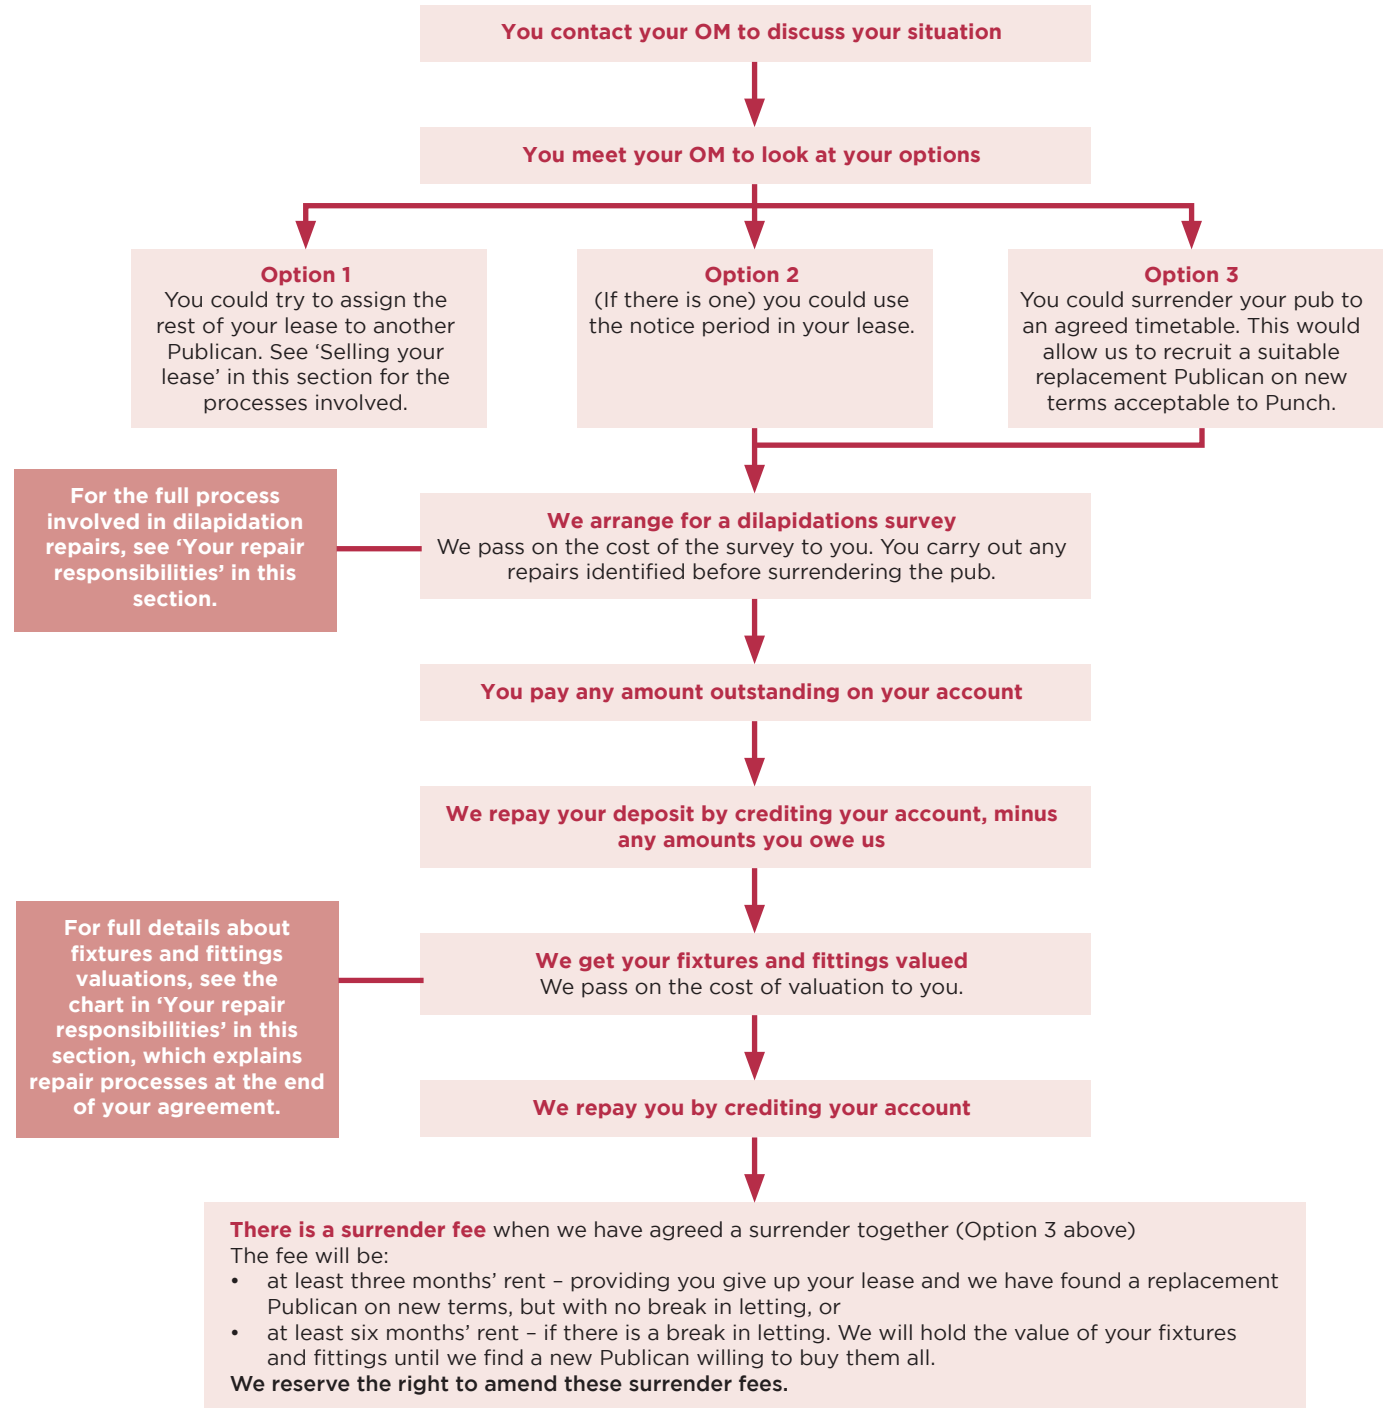 You contact your OM to discuss your situation
You meet your OM to look at your options
Option 1
You could try to assign the
rest of your lease to another
Publican. See ‘Selling your
lease’ in this section for the
processes involved.
Option 2
(If there is one) you could use
the notice period in your lease.
Option 3
You could surrender your pub to
an agreed timetable. This would
allow us to recruit a suitable
replacement Publican on new
terms acceptable to Punch.
For the full process
involved in dilapidation
repairs, see ‘Your repair
responsibilities’ in this
section.
We arrange for a dilapidations survey
We pass on the cost of the survey to you. You carry out any
repairs identified before surrendering the pub.
You pay any amount outstanding on your account
We repay your deposit by crediting your account, minus
any amounts you owe us
For full details about
fixtures and fittings
valuations, see the
chart in ‘Your repair
responsibilities’ in this
section, which explains
repair processes at the end
of your agreement.
We get your fixtures and fittings valued
We pass on the cost of valuation to you.
We repay you by crediting your account
There is a surrender fee when we have agreed a surrender together (Option 3 above)
The fee will be:
• at least three months’ rent – providing you give up your lease and we have found a replacement
Publican on new terms, but with no break in letting, or
• at least six months’ rent – if there is a break in letting. We will hold the value of your fixtures
and fittings until we find a new Publican willing to buy them all.
We reserve the right to amend these surrender fees.